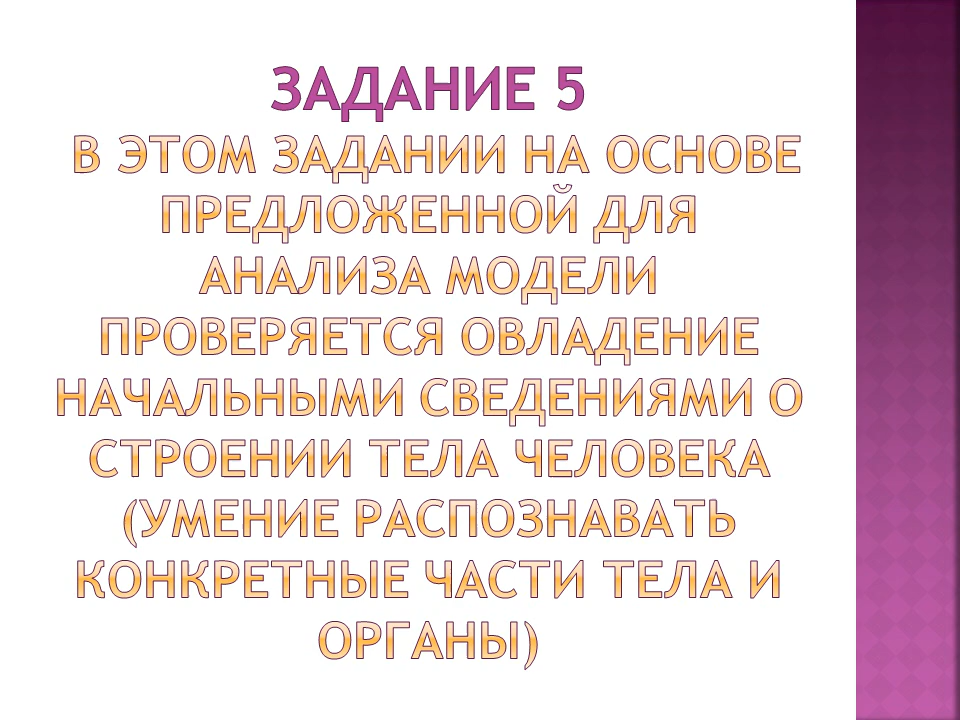 ЗАДАНИЕ 5
В ЭТОМ ЗАДАНИИ НА ОСНОВЕ
ПРЕДЛОЖЕННОЙ ДЛЯ
АНАЛИЗА МОДЕЛИ
ПРОВЕРЯЕТСЯ ОВЛАДЕНИЕ
НАЧАЛЬНЫМИ СВЕДЕНИЯМИ О
СТРОЕНИИ ТЕЛА ЧЕЛОВЕКА
(УМЕНИЕ РАСПОЗНАВАТЬ
КОНКРЕТНЫЕ ЧАСТИ ТЕЛА И
ОРГАНЫ)